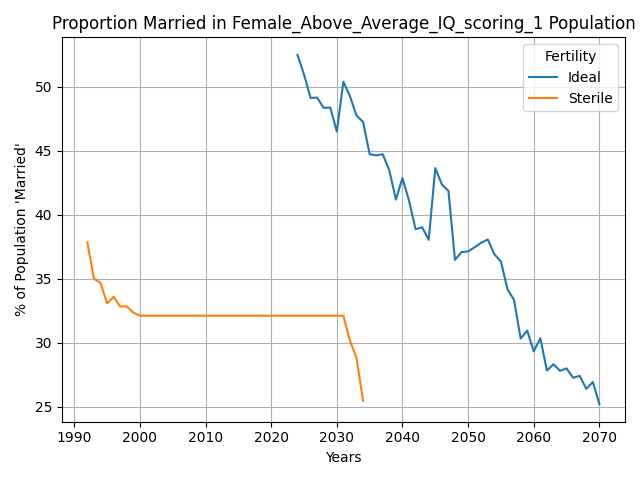 Proportion Married in Female_Above_Average_IQ_scoring_1 Population
Fertility
Ideal
Sterile
% of Population 'Married'
50
45
40
35
30
25
1990
2000
2010
2020
2030
2040
2050
2060
2070
Years